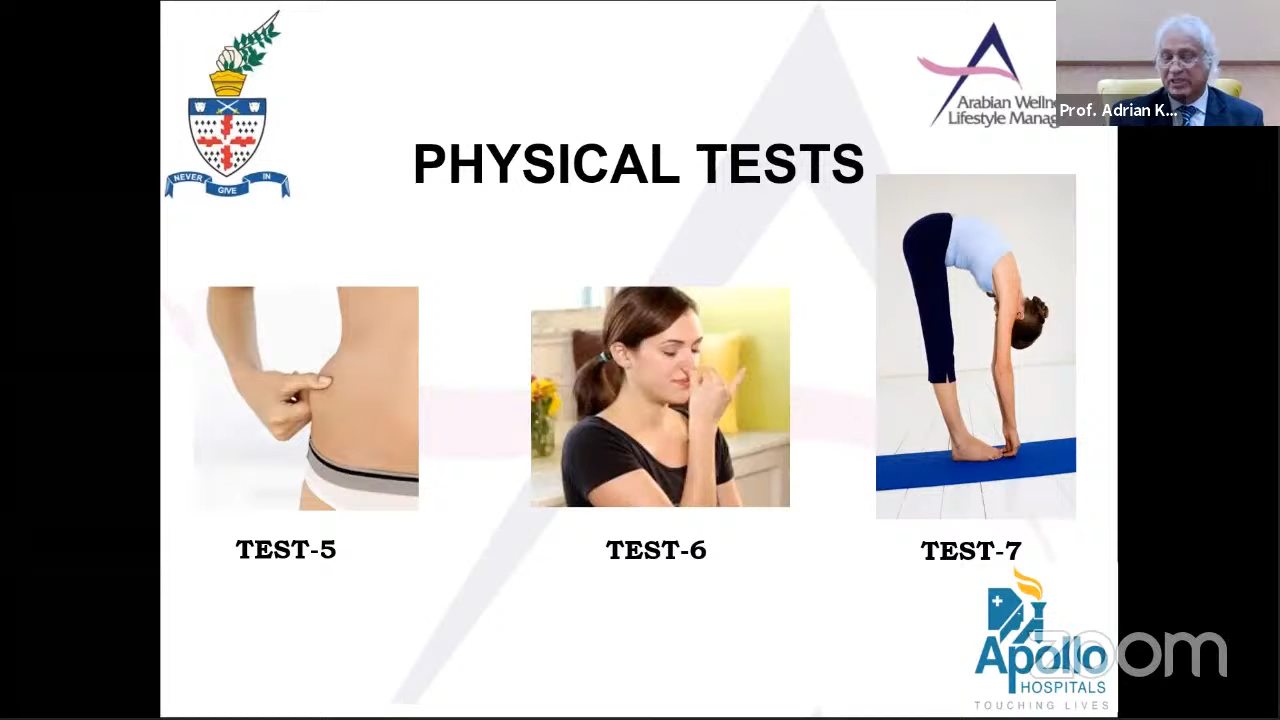 NEVER GIVE IN
Arabian Welln
Lifestyle Manag
Prof. Adrian K...
PHYSICAL TESTS
TEST-5
TEST-6
TEST-7
Apollo
HOSPITALS
TOUCHING LIVES
zoom